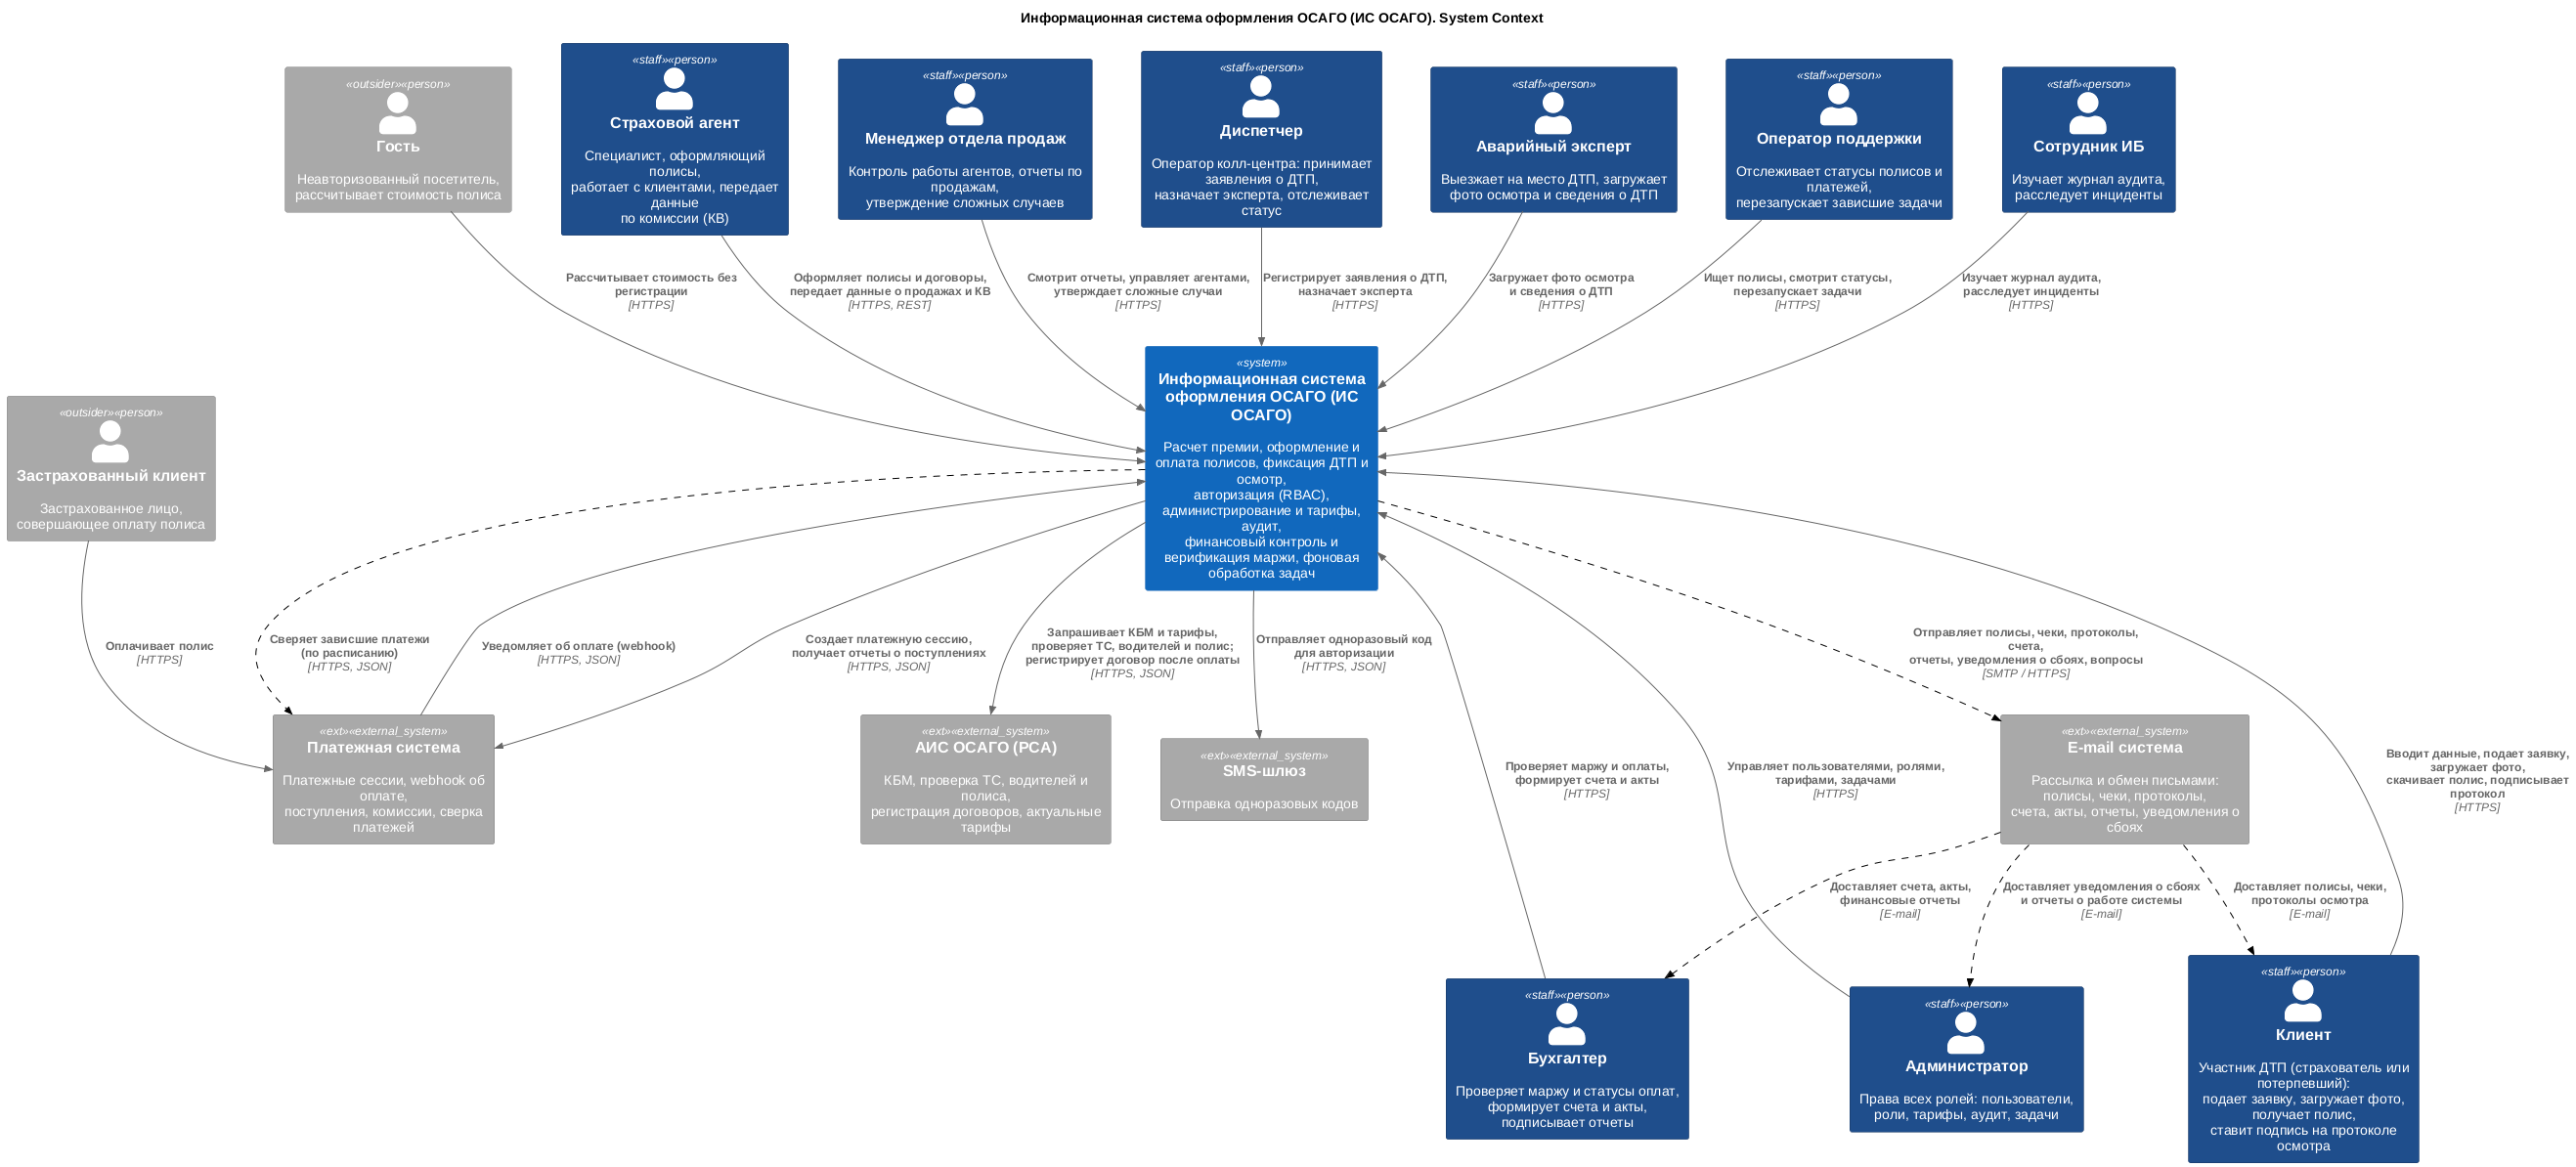 Информационная система оформления ОСАГО (ИС ОСАГО). System Context
«outsider»«person»
Гость
Неавторизованный посетитель,
рассчитывает стоимость полиса
«staff»«person»
Страховой агент
Специалист, оформляющий
полисы,
работает с клиентами, передает
данные
по комиссии (КВ)
«staff»«person»
Менеджер отдела продаж
Контроль работы агентов, отчеты по
продажам,
утверждение сложных случаев
«staff»«person»
Диспетчер
Оператор колл-центра: принимает
заявления о ДТП,
назначает эксперта, отслеживает
статус
«staff»«person»
Аварийный эксперт
Выезжает на место ДТП, загружает
фото осмотра и сведения о ДТП
«staff»«person»
Оператор поддержки
Отслеживает статусы полисов и
платежей,
перезапускает зависшие задачи
«staff»«person»
Сотрудник ИБ
Изучает журнал аудита,
расследует инциденты
Рассчитывает стоимость без
регистрации
[HTTPS]
Оформляет полисы и договоры,
передает данные о продажах и КВ
[HTTPS, REST]
Смотрит отчеты, управляет агентами,
утверждает сложные случаи
[HTTPS]
Регистрирует заявления о ДТП,
назначает эксперта
[HTTPS]
Загружает фото осмотра
и сведения о ДТП
[HTTPS]
Ищет полисы, смотрит статусы,
перезапускает задачи
[HTTPS]
Изучает журнал аудита,
расследует инциденты
[HTTPS]
«system»
Информационная система
оформления ОСАГО (ИС
ОСАГО)
Расчет премии, оформление и
оплата полисов, фиксация ДТП и
осмотр,
авторизация (RBAC),
администрирование и тарифы,
аудит,
финансовый контроль и
верификация маржи, фоновая
обработка задач
«outsider»«person»
Застрахованный клиент
Застрахованное лицо,
совершающее оплату полиса
Оплачивает полис
[HTTPS]
Сверяет зависшие платежи
(по расписанию)
[HTTPS, JSON]
Уведомляет об оплате (webhook)
[HTTPS, JSON]
Создает платежную сессию,
получает отчеты о поступлениях
[HTTPS, JSON]
Запрашивает КБМ и тарифы,
проверяет ТС, водителей и полис;
регистрирует договор после оплаты
[HTTPS, JSON]
Отправляет одноразовый код
для авторизации
[HTTPS, JSON]
Отправляет полисы, чеки, протоколы,
счета,
отчеты, уведомления о сбоях, вопросы
[SMTP / HTTPS]
«ext»«external_system»
Платежная система
Платежные сессии, webhook об
оплате,
поступления, комиссии, сверка
платежей
«ext»«external_system»
АИС ОСАГО (РСА)
КБМ, проверка ТС, водителей и
полиса,
регистрация договоров, актуальные
тарифы
«ext»«external_system»
SMS-шлюз
Отправка одноразовых кодов
Проверяет маржу и оплаты,
формирует счета и акты
[HTTPS]
Управляет пользователями, ролями,
тарифами, задачами
[HTTPS]
«ext»«external_system»
E-mail система
Рассылка и обмен письмами:
полисы, чеки, протоколы,
счета, акты, отчеты, уведомления о
сбоях
Вводит данные, подает заявку,
загружает фото,
скачивает полис, подписывает
протокол
[HTTPS]
Доставляет счета, акты,
финансовые отчеты
[E-mail]
Доставляет уведомления о сбоях
и отчеты о работе системы
[E-mail]
Доставляет полисы, чеки,
протоколы осмотра
[E-mail]
«staff»«person»
Бухгалтер
Проверяет маржу и статусы оплат,
формирует счета и акты,
подписывает отчеты
«staff»«person»
Администратор
Права всех ролей: пользователи,
роли, тарифы, аудит, задачи
«staff»«person»
Клиент
Участник ДТП (страхователь или
потерпевший):
подает заявку, загружает фото,
получает полис,
ставит подпись на протоколе
осмотра